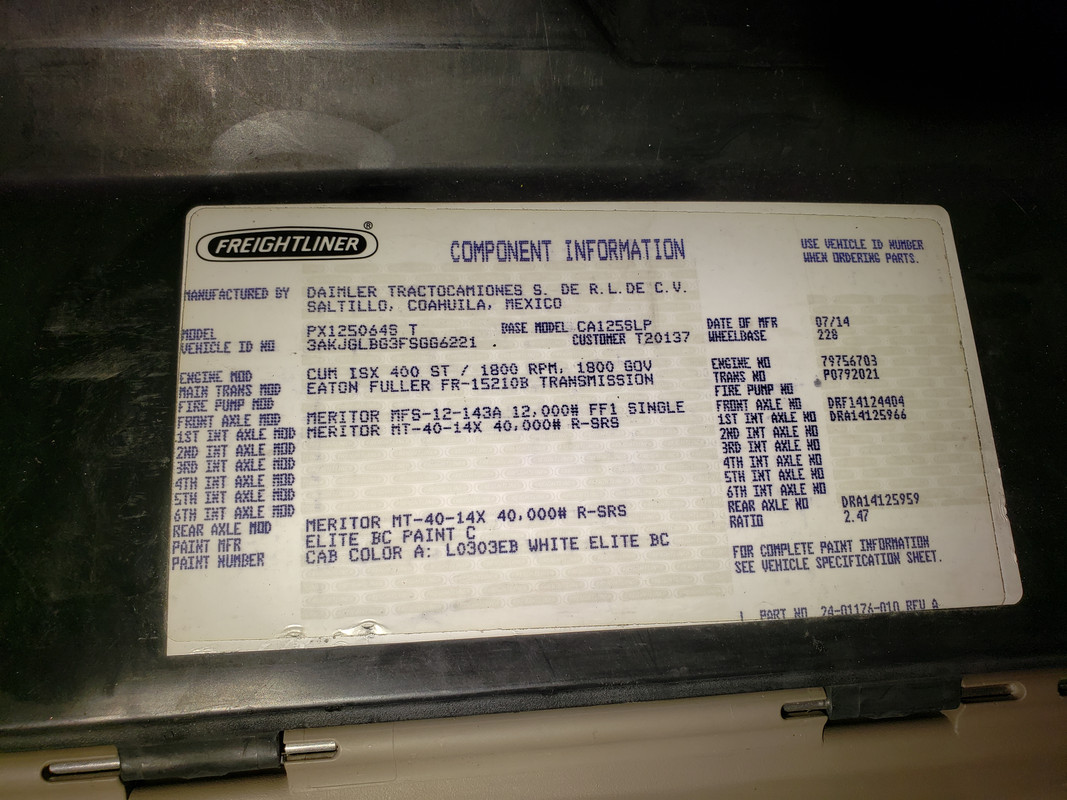 FREIGHTLINER ®
COMPONENT INFORMATION
USE VEHICLE ID NUMBER
WHEN ORDERING PARTS.
MANUFACTURED BY DAIMLER TRACTOCAMIONES S. DE R.L.DE C.V.
SALTILLO, COAHUILA, MEXICO
MODEL PX125064S T BASE MODEL CA125SLP DATE OF MFR 07/14
VEHICLE ID NO 3AKJGLBG3FSGG6221 . CUSTOMER T20137 WHEELBASE 228
ENGINE MOD CUM ISX 400 ST / 1800 RPM, 1800 GOV ENGINE NO 79756703
MAIN TRANS MOD EATON FULLER FR-15210B TRANSMISSION TRANS NO P0792021
FIRE PUMP MOD FIRE PUMP NO
FRONT AXLE MOD MERITOR MFS-12-143A 12,000# FF1 SINGLE FRONT AXLE NO DRF14124404
1ST INT AXLE MOD MERITOR MT-40-14X 40,000# R-SRS 1ST INT AXLE NO DRA14125966
2ND INT AXLE MOD 2ND INT AXLE NO
3RD INT AXLE MOD 3RD INT AXLE NO
4TH INT AXLE MOD 4TH INT AXLE NO
5TH INT AXLE MOD 5TH INT AXLE NO
6TH INT AXLE MOD 6TH INT AXLE NO
REAR AXLE MOD MERITOR MT-40-14X 40,000# R-SRS REAR AXLE NO DRA14125959
PAINT MFR ELITE BC PAINT C RATIO 2.47
PAINT NUMBER CAB COLOR A: L0303EB WHITE ELITE BC
FOR COMPLETE PAINT INFORMATION
SEE VEHICLE SPECIFICATION SHEET.
PART NO 24-01176-010 REV A